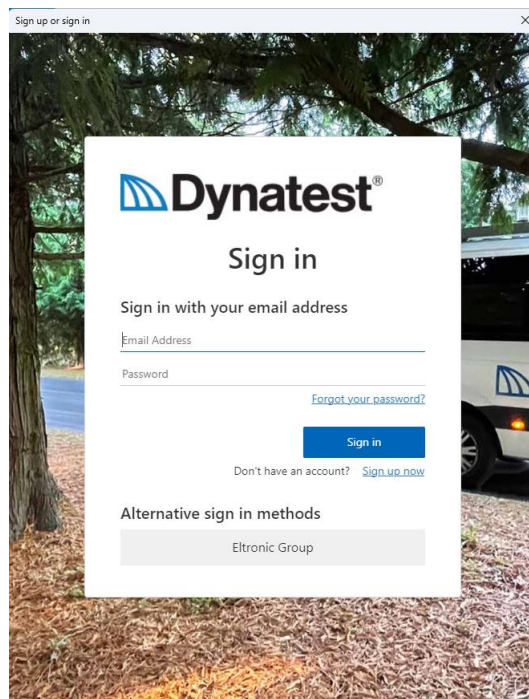 Sign up or sign in
Dynatest®
Sign in
Sign in with your email address
Email Address
Password
Forgot your password?
Sign in
Don't have an account? Sign up now
Alternative sign in methods
Eltronic Group